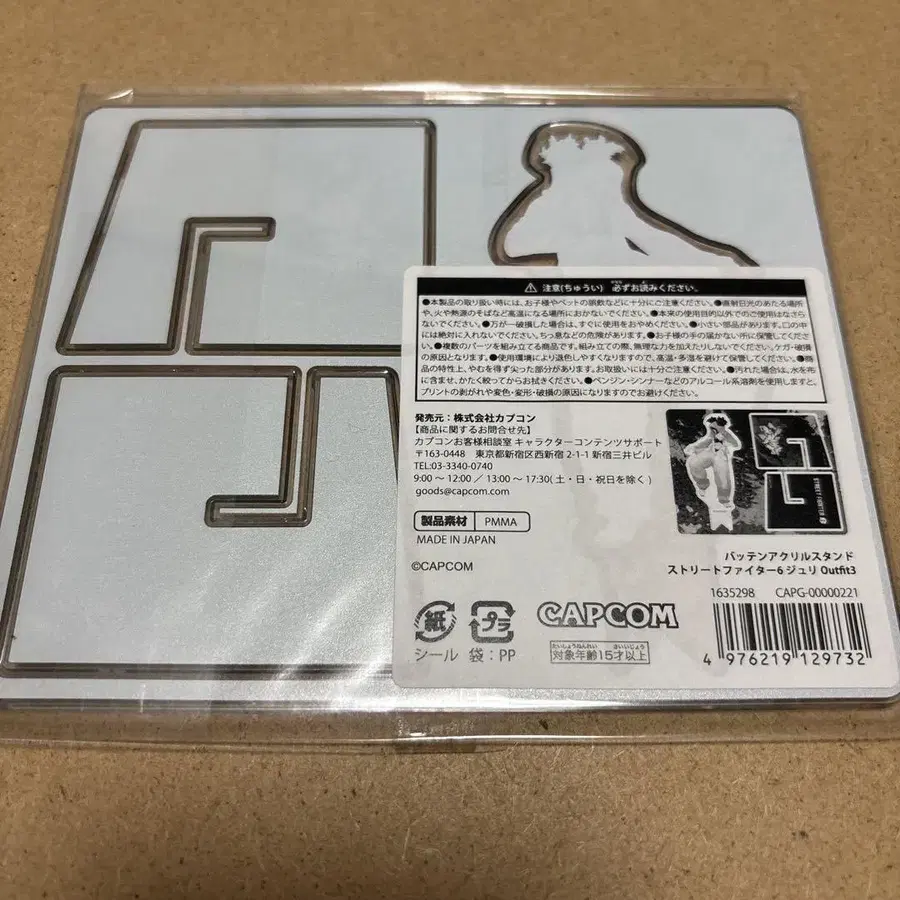 ⚠ 注意(ちゅうい) 必ずお読みください。
●本製品の取り扱い時には、お子様やペットの誤飲などに十分にご注意ください。●直射日光のあたる場所
や、火や熱源のそばなど高温になる場所におかないでください。●本来の使用目的以外でのご使用はなさら
ないでください。●万が一破損した場合は、すぐに使用をおやめください。●小さい部品があります。口の中
には絶対に入れないでください。ちっ息などの危険があります。●お子様の手の届かない所に保管してくださ
い。●複数のパーツを組み立てる商品です。組み立ての際、無理な力を加えたりしないでください。ケガ・破損
の原因となります。●使用環境により退色しやすくなりますので、高温・多湿を避けて保管してください。●商
品の特性上、やむを得ず尖った部分があります。お取扱いには十分ご注意ください。●汚れた場合は、水を布
に含ませ、かたく絞ってからお拭きください。●ベンジン・シンナーなどのアルコール系溶剤を使用しますと、
プリントの剥がれや変色・変形・破損の原因になりますのでお避けください。
発売元：株式会社カプコン
【商品に関するお問合せ先】
カプコンお客様相談室 キャラクターコンテンツサポート
〒163-0448 東京都新宿区西新宿 2-1-1 新宿三井ビル
TEL:03-3340-0740
9:00 ～ 12:00 ／ 13:00 ～ 17:30( 土・日・祝日を除く )
goods@capcom.com
製品素材 PMMA
MADE IN JAPAN
©CAPCOM
STREET FIGHTER 6
バッテンアクリルスタンド
ストリートファイター6 ジュリ Outfit3
1635298 CAPG-00000221
紙 プラ
シール 袋：PP
CAPCOM
対象年齢15才以上
4 976219 129732